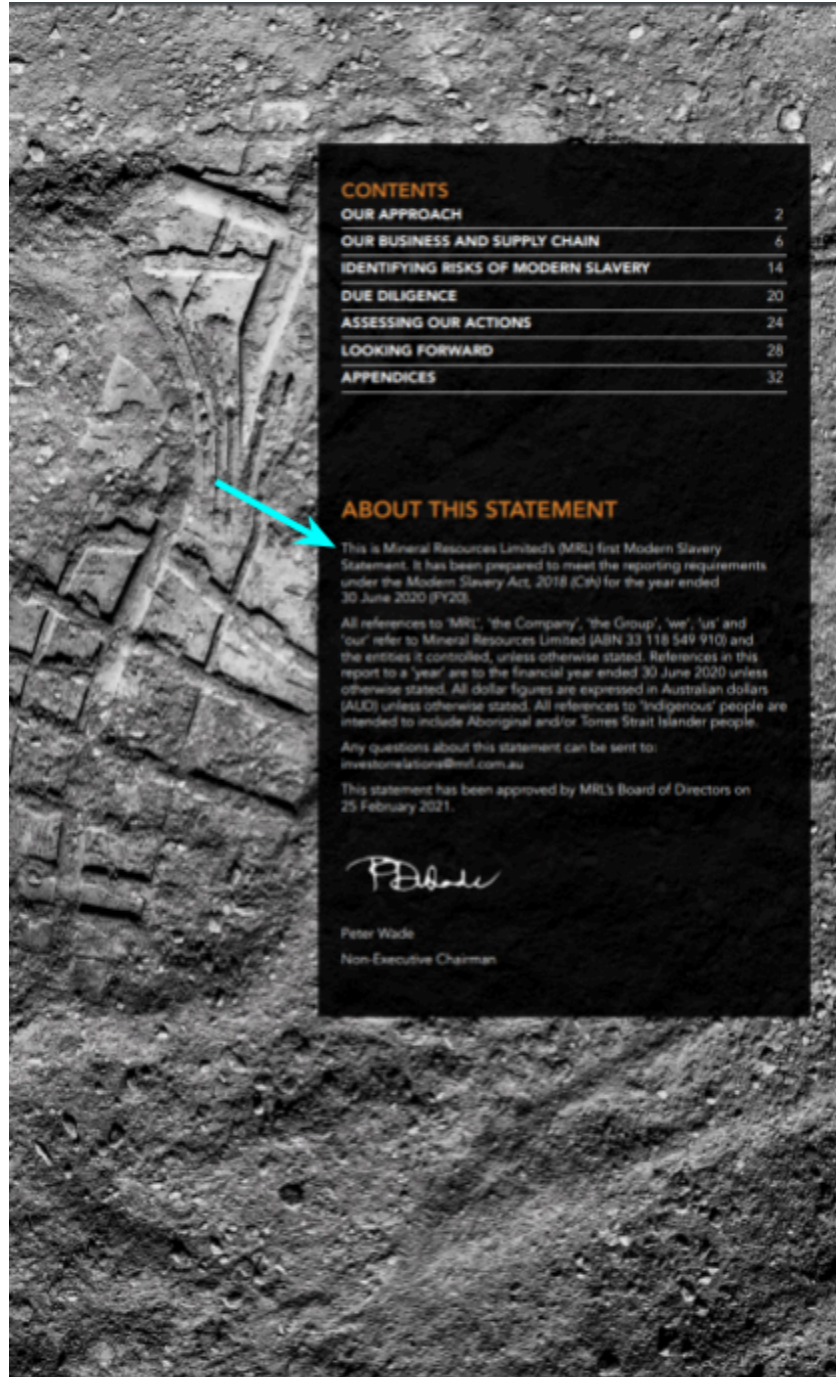 CONTENTS
OUR APPROACH 2
OUR BUSINESS AND SUPPLY CHAIN 6
IDENTIFYING RISKS OF MODERN SLAVERY 14
DUE DILIGENCE 20
ASSESSING OUR ACTIONS 24
LOOKING FORWARD 28
APPENDICES 32
ABOUT THIS STATEMENT
This is Mineral Resources Limited's (MRL) first Modern Slavery
Statement. It has been prepared to meet the reporting requirements
under the Modern Slavery Act, 2018 (Cth) for the year ended
30 June 2020 (FY20).
All references to 'MRL', 'the Company', 'the Group', 'we', 'us' and
'our' refer to Mineral Resources Limited (ABN 33 118 549 910) and
the entities it controlled, unless otherwise stated. References in this
report to a 'year' are to the financial year ended 30 June 2020 unless
otherwise stated. All dollar figures are expressed in Australian dollars
(AUD) unless otherwise stated. All references to 'Indigenous' people are
intended to include Aboriginal and/or Torres Strait Islander people.
Any questions about this statement can be sent to:
investorrelations@mrl.com.au
This statement has been approved by MRL's Board of Directors on
25 February 2021.
Peter Wade
Non-Executive Chairman